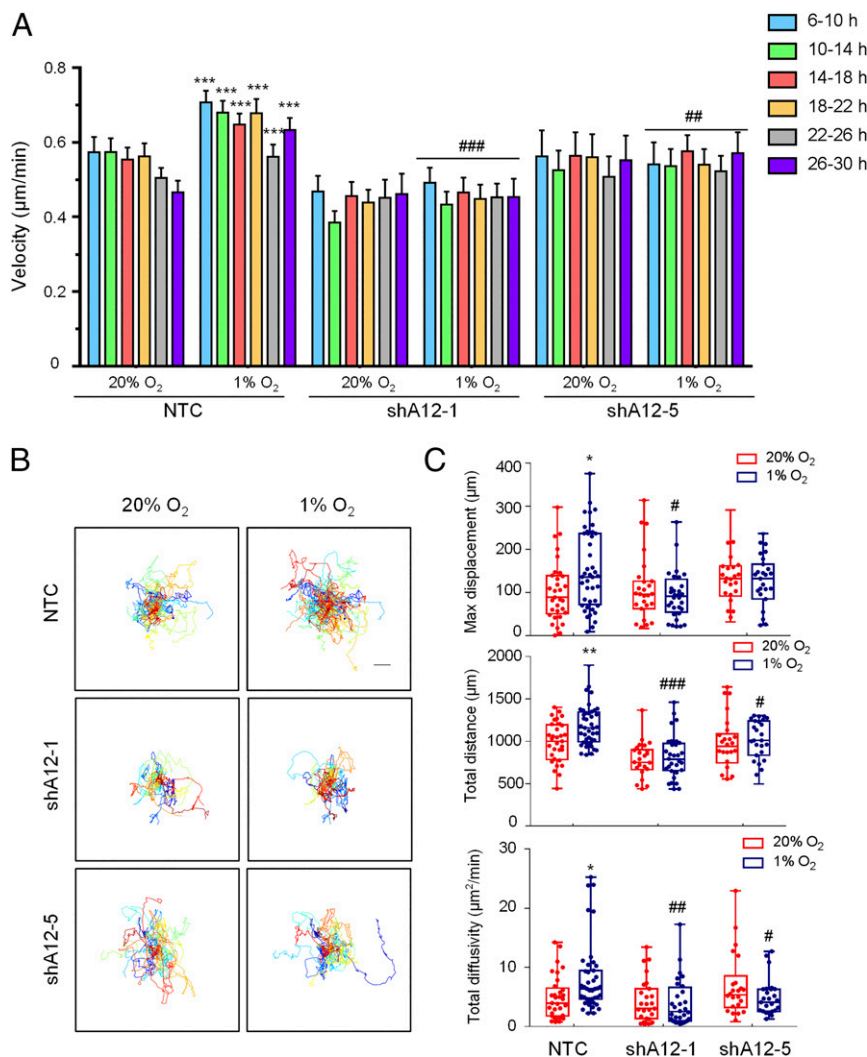 A
6-10 h
10-14 h
14-18 h
18-22 h
22-26 h
26-30 h
Velocity (µm/min)
0.8
0.6
0.4
0.2
0
*** *** *** *** *** ***
###
##
20% O2 1% O2 20% O2 1% O2 20% O2 1% O2
NTC shA12-1 shA12-5
B
20% O2 1% O2
NTC
shA12-1
shA12-5
C
20% O2
1% O2
Max displacement (µm)
400
300
200
100
0
* #
20% O2
1% O2
Total distance (µm)
2000
1500
1000
500
0
** ### #
20% O2
1% O2
Total diffusivity (µm2/min)
30
20
10
0
* ## #
NTC shA12-1 shA12-5